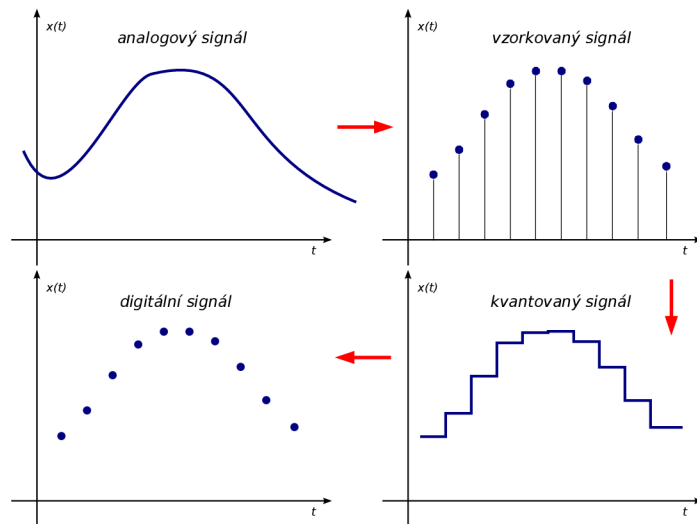 x(t)
analogový signál
t
x(t)
vzorkovaný signál
t
x(t)
digitální signál
t
x(t)
kvantovaný signál
t